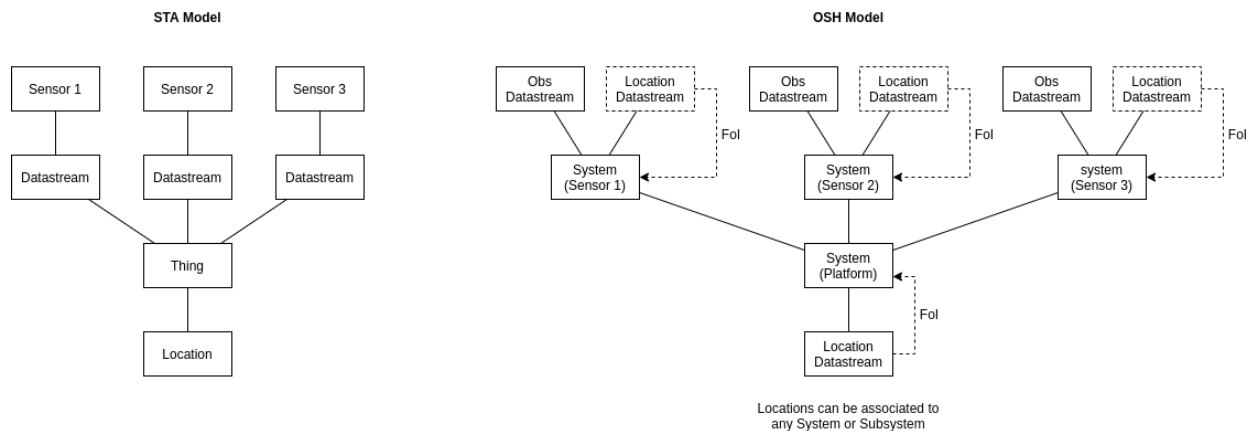 STA Model
Sensor 1
Sensor 2
Sensor 3
Datastream
Datastream
Datastream
Thing
Location
OSH Model
Obs
Datastream
Location
Datastream
Obs
Datastream
Location
Datastream
Obs
Datastream
Location
Datastream
FoI
FoI
FoI
System
(Sensor 1)
System
(Sensor 2)
system
(Sensor 3)
System
(Platform)
FoI
Location
Datastream
Locations can be associated to
any System or Subsystem